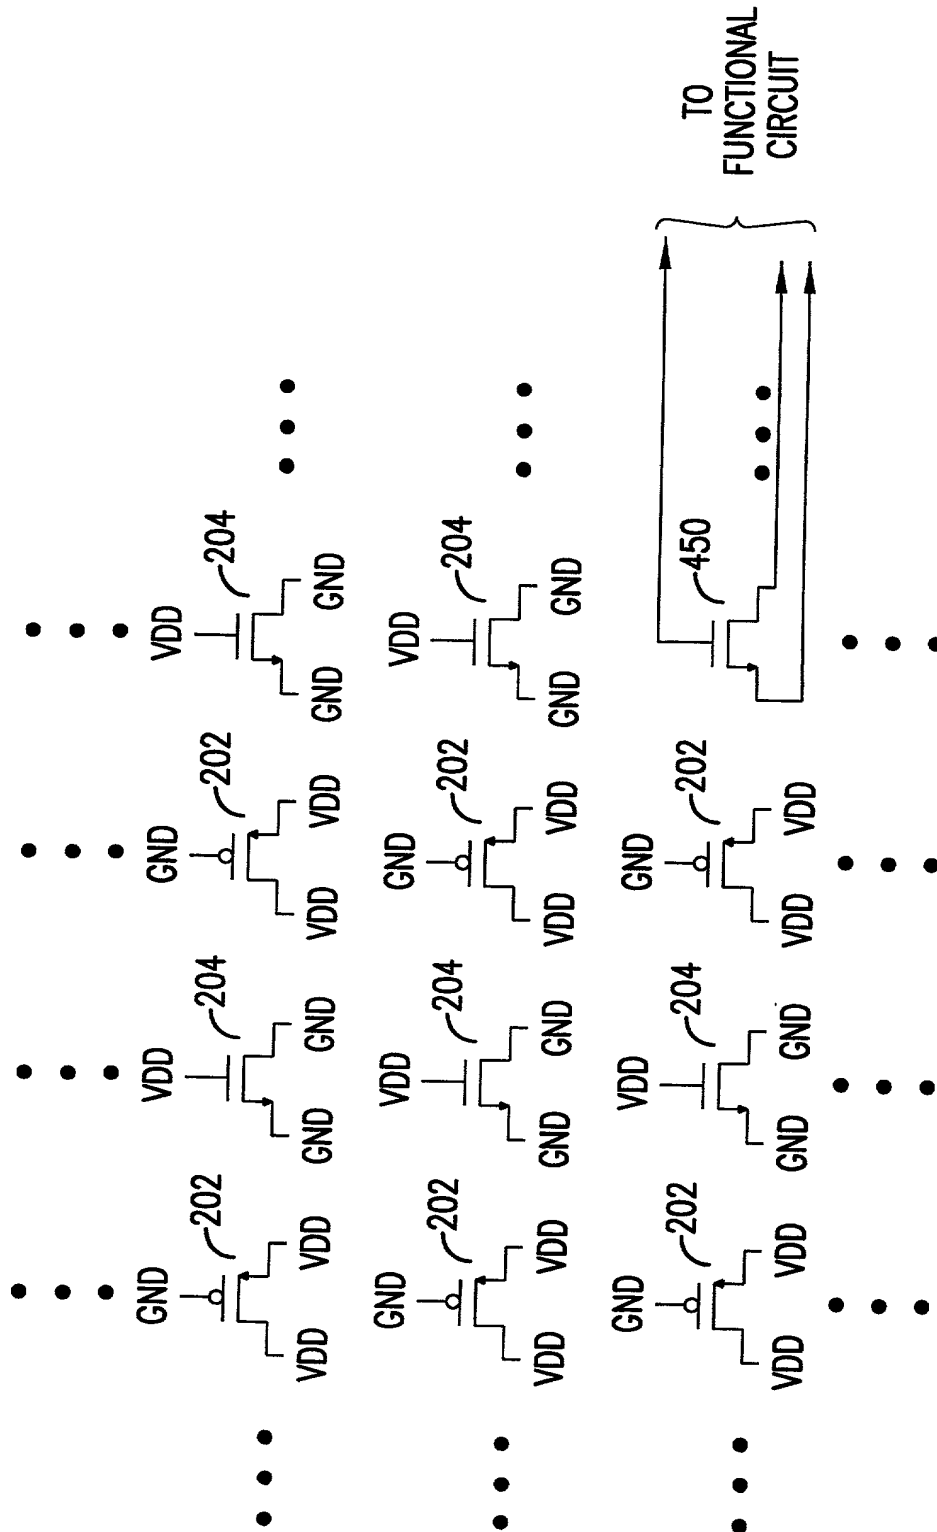 GND VDD GND VDD
202 204 202 204
VDD VDD GND GND VDD VDD GND GND
GND VDD GND VDD
202 204 202 204
VDD VDD GND GND VDD VDD GND GND
GND VDD GND
202 204 202 450
VDD VDD GND GND VDD VDD
TO
FUNCTIONAL
CIRCUIT